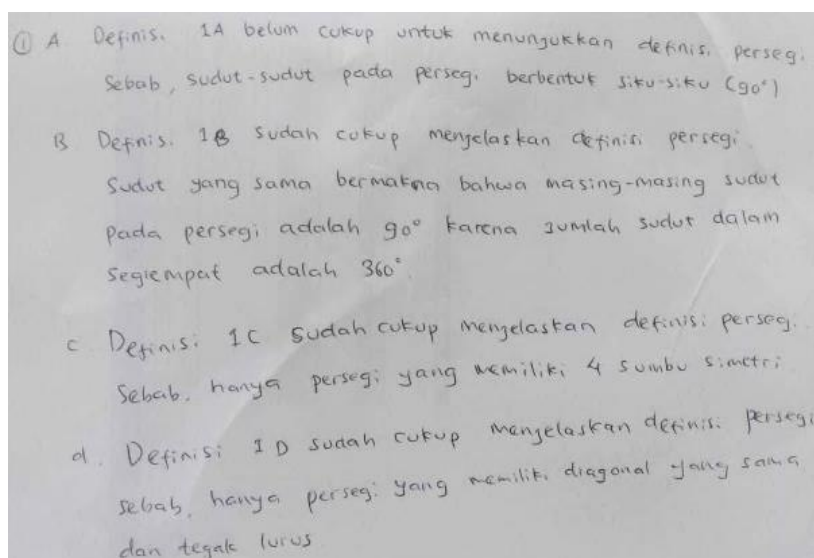 ① A Definisi 1A belum cukup untuk menunjukkan definisi persegi.
Sebab, sudut-sudut pada persegi berbentuk siku-siku (90°)
B Definisi 1B sudah cukup menjelaskan definisi persegi.
Sudut yang sama bermakna bahwa masing-masing sudut
pada persegi adalah 90° karena jumlah sudut dalam
segiempat adalah 360°.
c Definisi 1C sudah cukup menjelaskan definisi persegi.
Sebab, hanya persegi yang memiliki 4 sumbu simetri
d. Definisi 1D sudah cukup menjelaskan definisi persegi
sebab, hanya persegi yang memiliki diagonal yang sama
dan tegak lurus